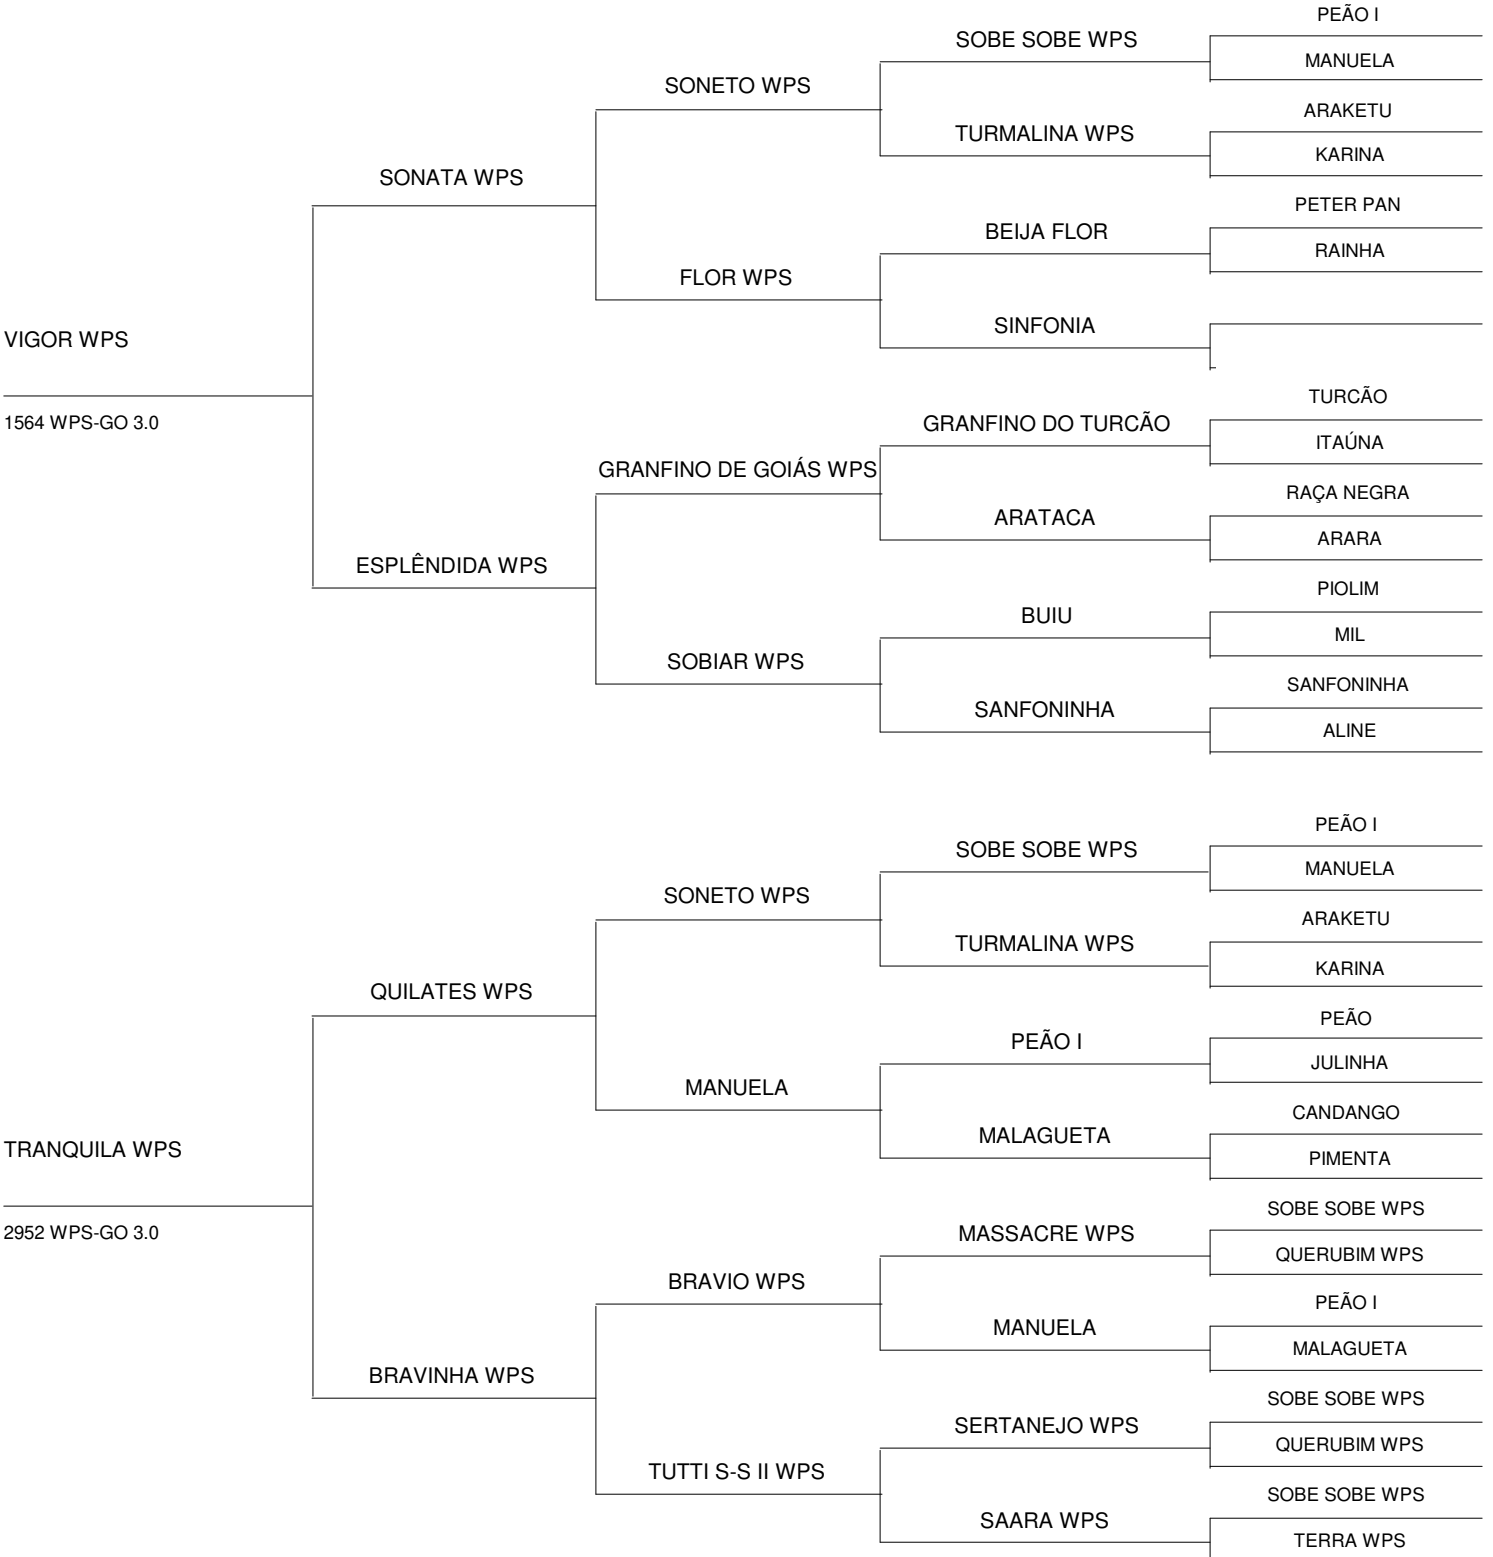 PEÃO I
SOBE SOBE WPS
MANUELA
SONETO WPS
ARAKETU
TURMALINA WPS
KARINA
SONATA WPS
PETER PAN
BEIJA FLOR
RAINHA
FLOR WPS
SINFONIA
VIGOR WPS
TURCÃO
1564 WPS-GO 3.0
GRANFINO DO TURCÃO
ITAÚNA
GRANFINO DE GOIÁS WPS
RAÇA NEGRA
ARATACA
ARARA
ESPLÊNDIDA WPS
PIOLIM
BUIU
MIL
SOBIAR WPS
SANFONINHA
SANFONINHA
ALINE
PEÃO I
SOBE SOBE WPS
MANUELA
SONETO WPS
ARAKETU
TURMALINA WPS
KARINA
QUILATES WPS
PEÃO
PEÃO I
JULINHA
MANUELA
CANDANGO
MALAGUETA
TRANQUILA WPS
PIMENTA
SOBE SOBE WPS
2952 WPS-GO 3.0
MASSACRE WPS
QUERUBIM WPS
BRAVIO WPS
PEÃO I
MANUELA
MALAGUETA
BRAVINHA WPS
SOBE SOBE WPS
SERTANEJO WPS
QUERUBIM WPS
TUTTI S-S II WPS
SOBE SOBE WPS
SAARA WPS
TERRA WPS